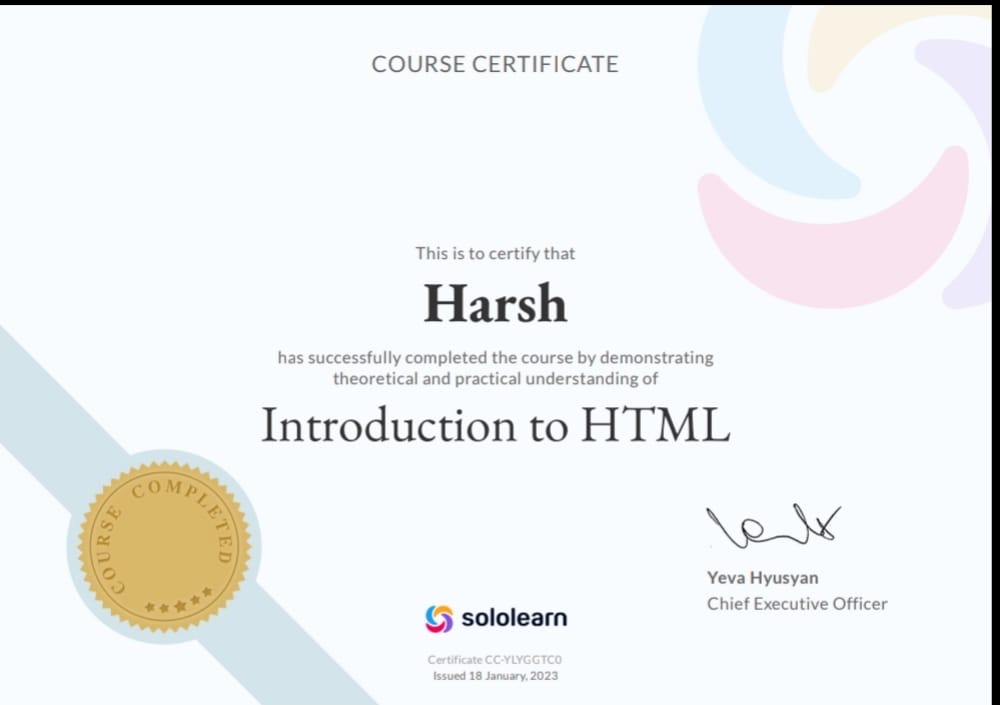 COURSE CERTIFICATE
This is to certify that
Harsh
has successfully completed the course by demonstrating
theoretical and practical understanding of
Introduction to HTML
COURSE COMPLETED
Yeva Hyusyan
Chief Executive Officer
sololearn
Certificate CC-YLYGGTC0
Issued 18 January, 2023